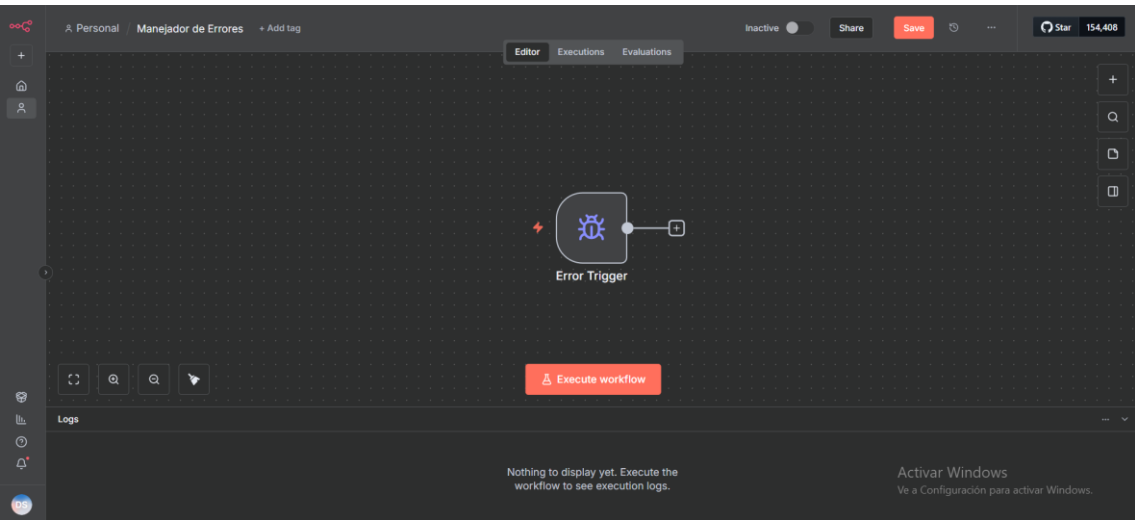 Personal / Manejador de Errores + Add tag
Inactive Share Save ... Star 154,408
Editor Executions Evaluations
Error Trigger
Execute workflow
Logs
Nothing to display yet. Execute the
workflow to see execution logs.
Activar Windows
Ve a Configuración para activar Windows.
DS